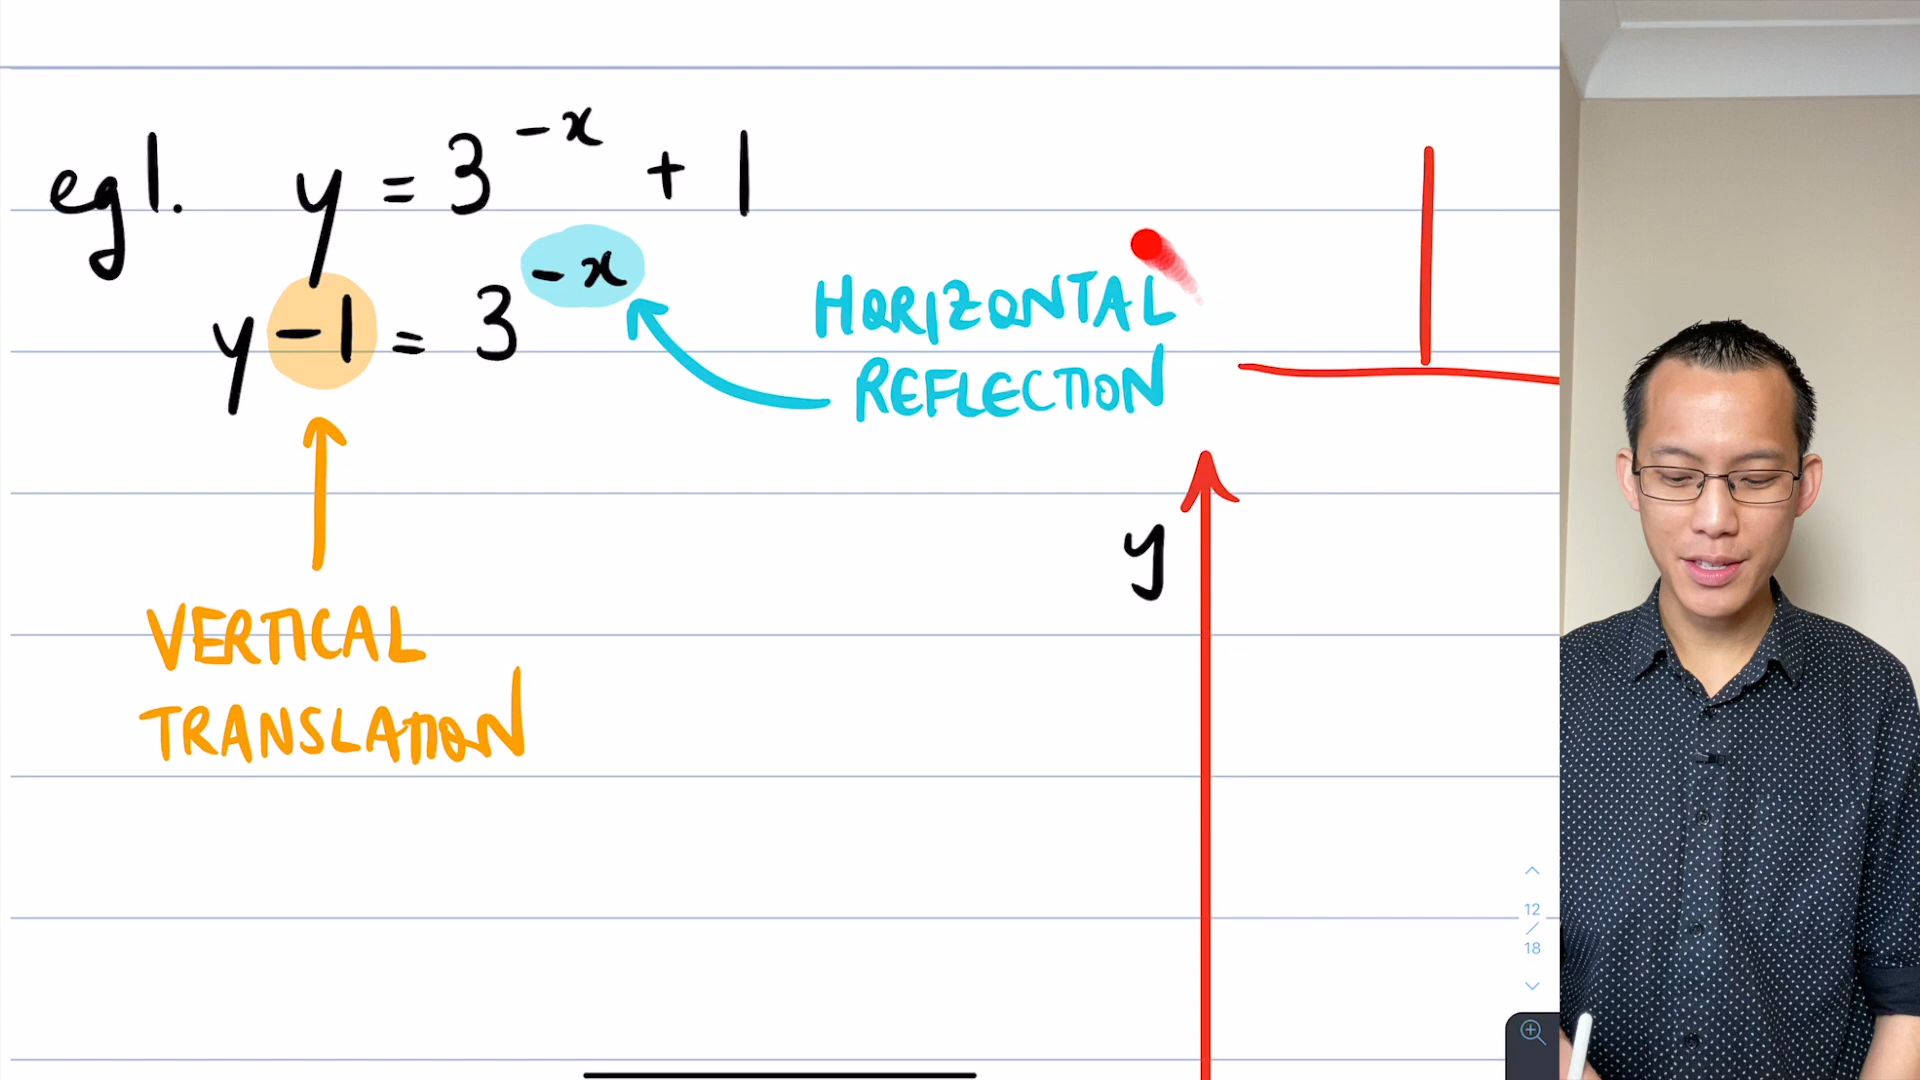 eg1. y = 3^{-x} + 1
y - 1 = 3^{-x}
HORIZONTAL
REFLECTION
VERTICAL
TRANSLATION
y
12
/
18